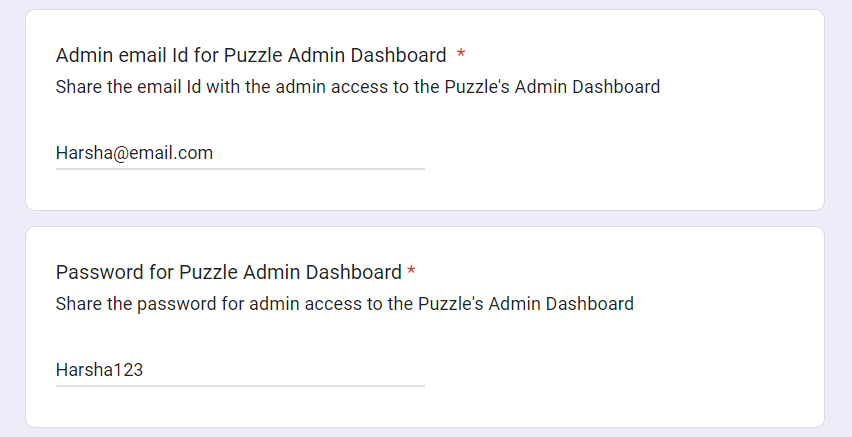 Admin email Id for Puzzle Admin Dashboard *
Share the email Id with the admin access to the Puzzle's Admin Dashboard
Harsha@email.com
Password for Puzzle Admin Dashboard *
Share the password for admin access to the Puzzle's Admin Dashboard
Harsha123